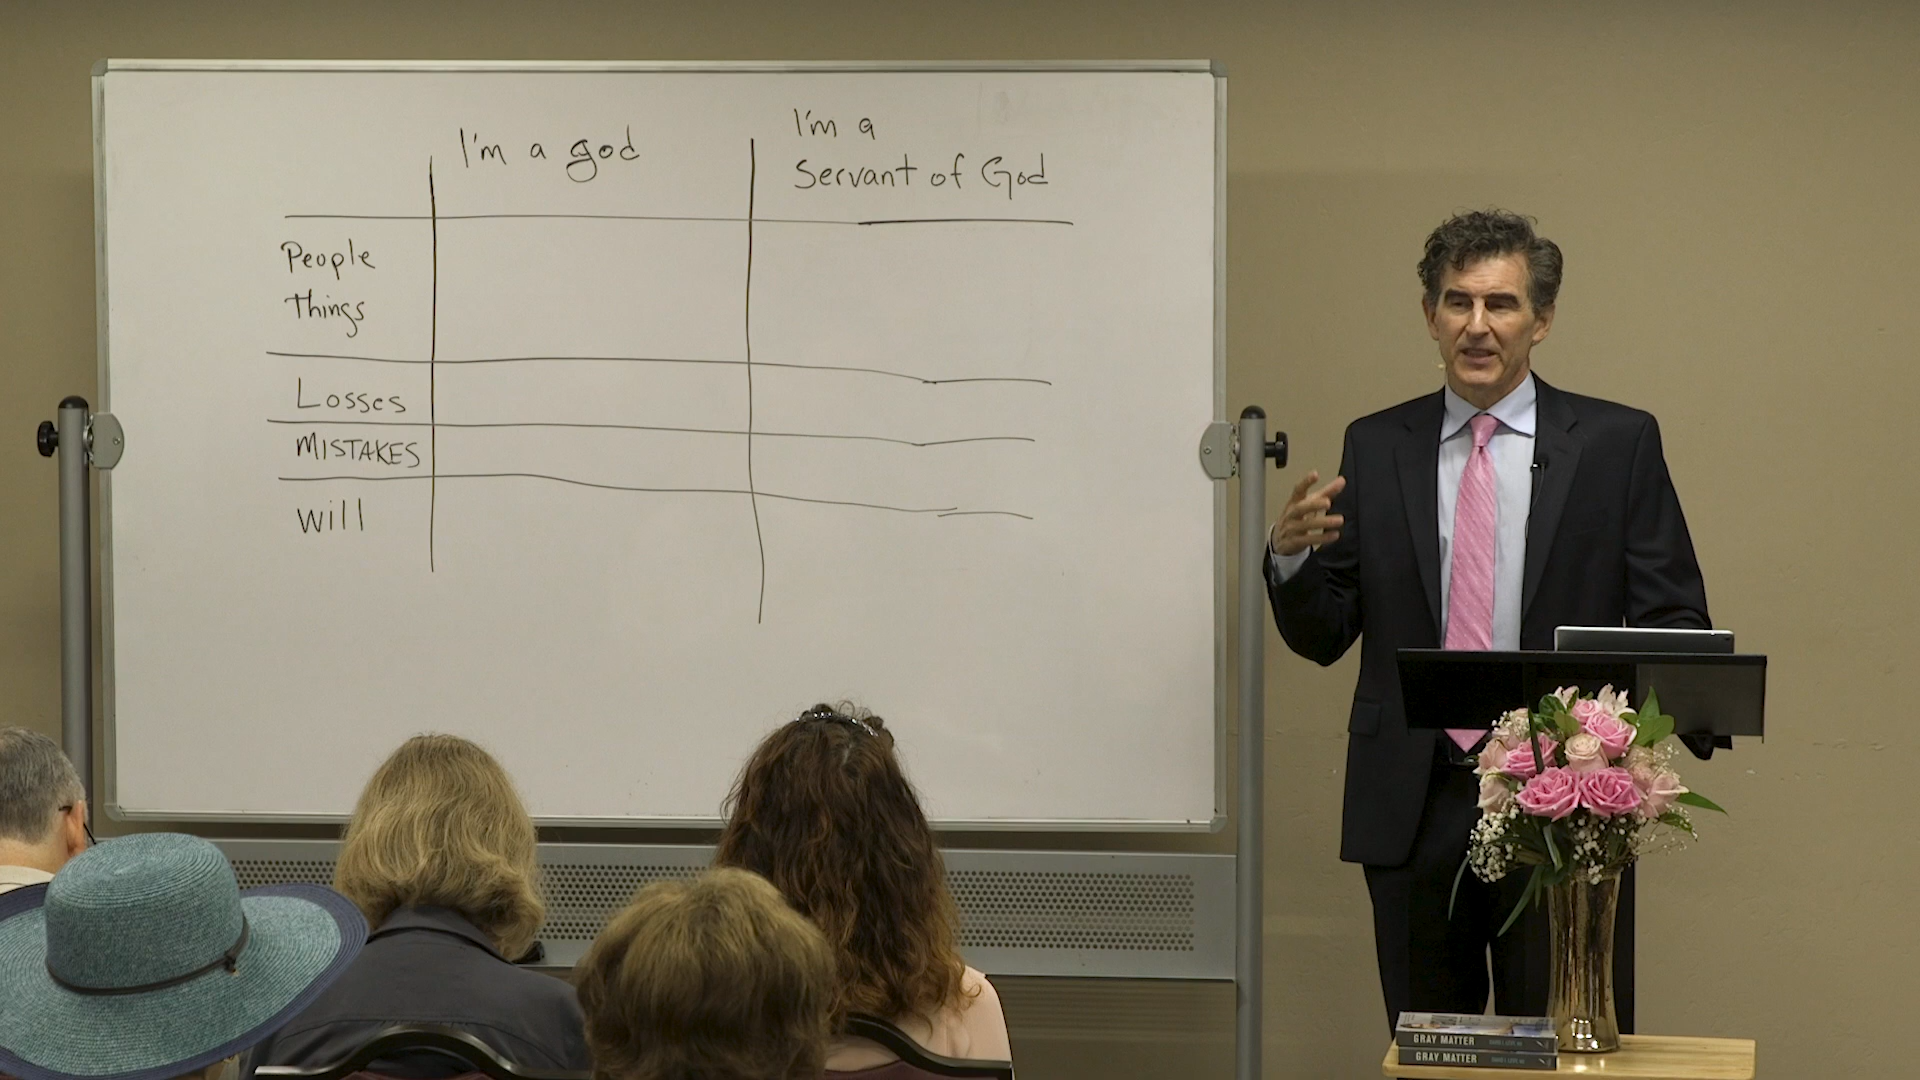 I'm a god
I'm a
Servant of God
People
Things
Losses
MISTAKES
Will
GRAY MATTER
GRAY MATTER